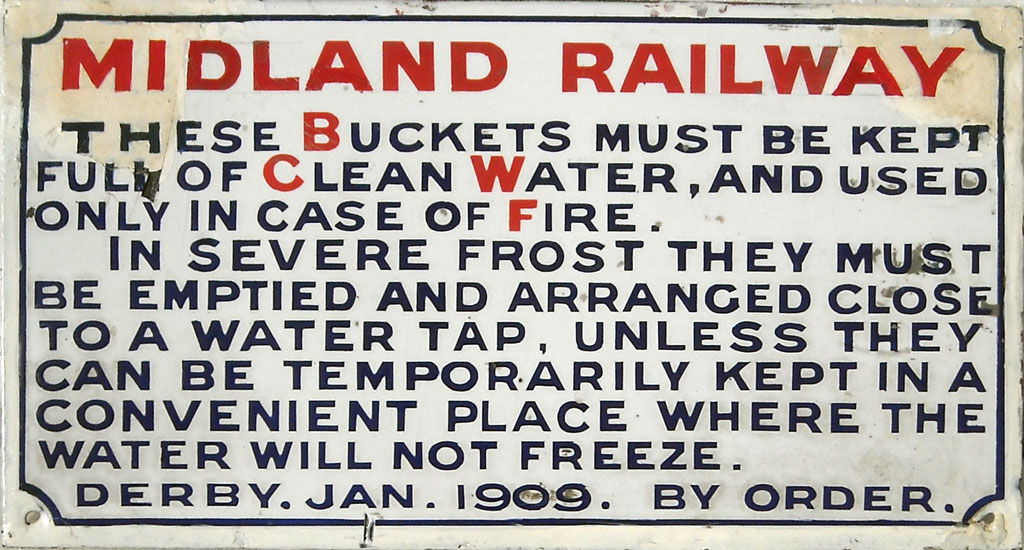 MIDLAND RAILWAY
THESE BUCKETS MUST BE KEPT
FULL OF CLEAN WATER, AND USED
ONLY IN CASE OF FIRE.
IN SEVERE FROST THEY MUST
BE EMPTIED AND ARRANGED CLOSE
TO A WATER TAP, UNLESS THEY
CAN BE TEMPORARILY KEPT IN A
CONVENIENT PLACE WHERE THE
WATER WILL NOT FREEZE.
DERBY. JAN. 1909. BY ORDER.